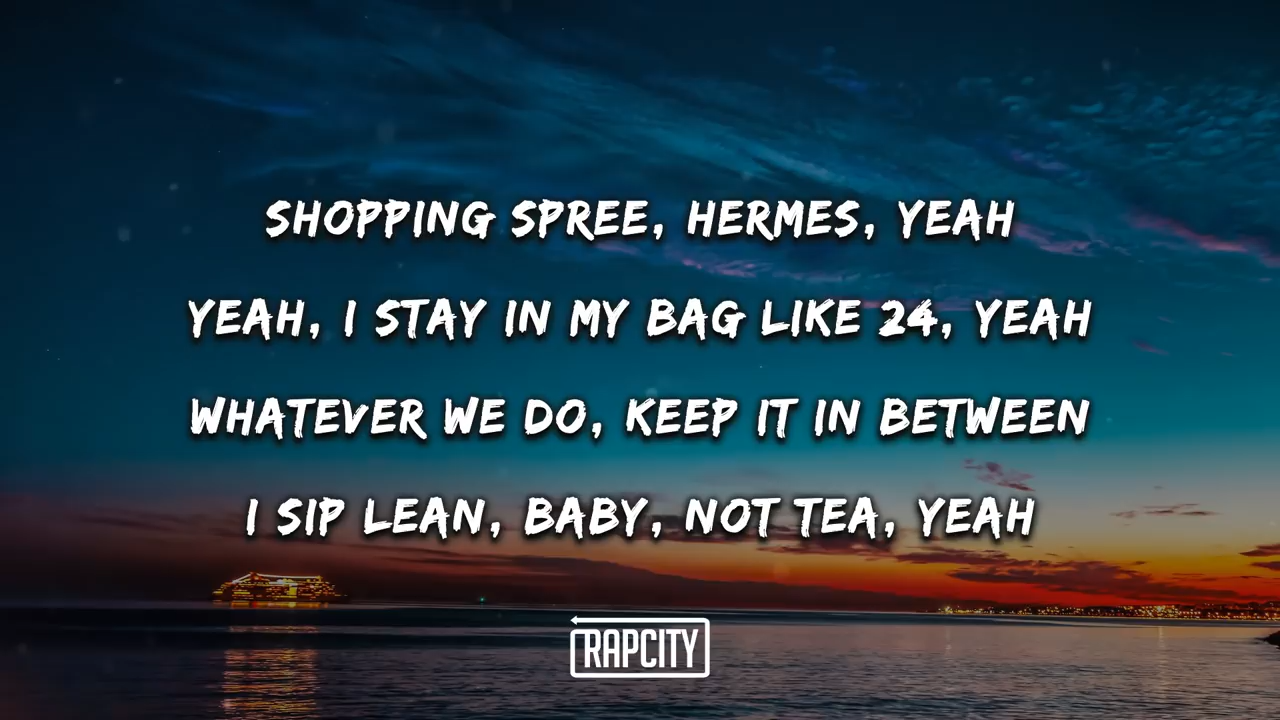 SHOPPING SPREE, HERMES, YEAH
YEAH, I STAY IN MY BAG LIKE 24, YEAH
WHATEVER WE DO, KEEP IT IN BETWEEN
I SIP LEAN, BABY, NOT TEA, YEAH
RAPCITY